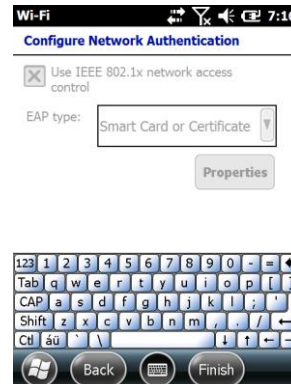 Wi-Fi 7:10
Configure Network Authentication
Use IEEE 802.1x network access
control
EAP type:
Smart Card or Certificate
Properties
123 1 2 3 4 5 6 7 8 9 0 - =
Tab q w e r t y u i o p [ ]
CAP a s d f g h j k l ; '
Shift z x c v b n m , . /
Ctl áü ` \
Back Finish